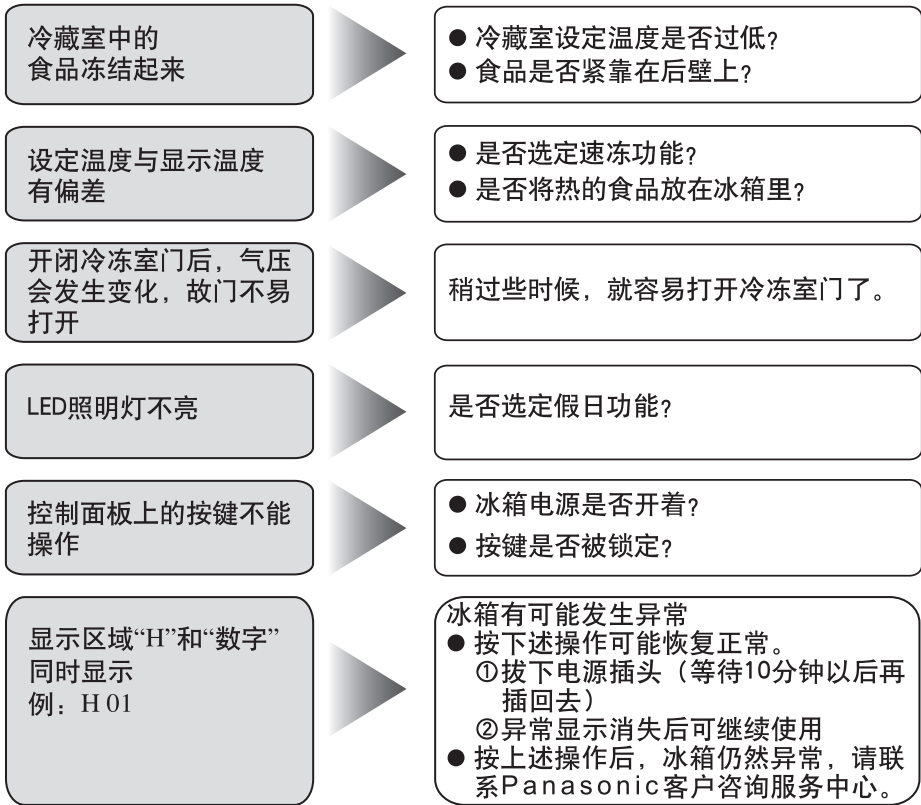 冷藏室中的
食品冻结起来
● 冷藏室设定温度是否过低?
● 食品是否紧靠在后壁上?
设定温度与显示温度
有偏差
● 是否选定速冻功能?
● 是否将热的食品放在冰箱里?
开闭冷冻室门后，气压
会发生变化，故门不易
打开
稍过些时候，就容易打开冷冻室门了。
LED照明灯不亮
是否选定假日功能?
控制面板上的按键不能
操作
● 冰箱电源是否开着?
● 按键是否被锁定?
显示区域“H”和“数字”
同时显示
例：H 01
冰箱有可能发生异常
● 按下述操作可能恢复正常。
①拔下电源插头（等待10分钟以后再
插回去）
②异常显示消失后可继续使用
● 按上述操作后，冰箱仍然异常，请联
系Panasonic客户咨询服务中心。